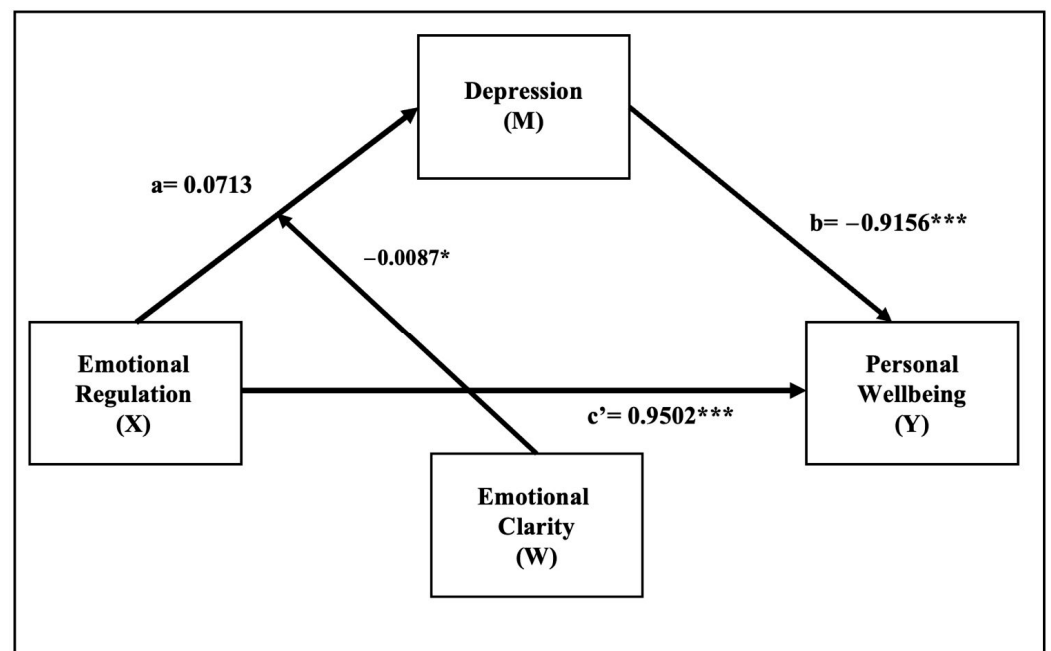 Depression
(M)
a= 0.0713
b= −0.9156***
−0.0087*
Emotional
Regulation
(X)
Personal
Wellbeing
(Y)
c’= 0.9502***
Emotional
Clarity
(W)